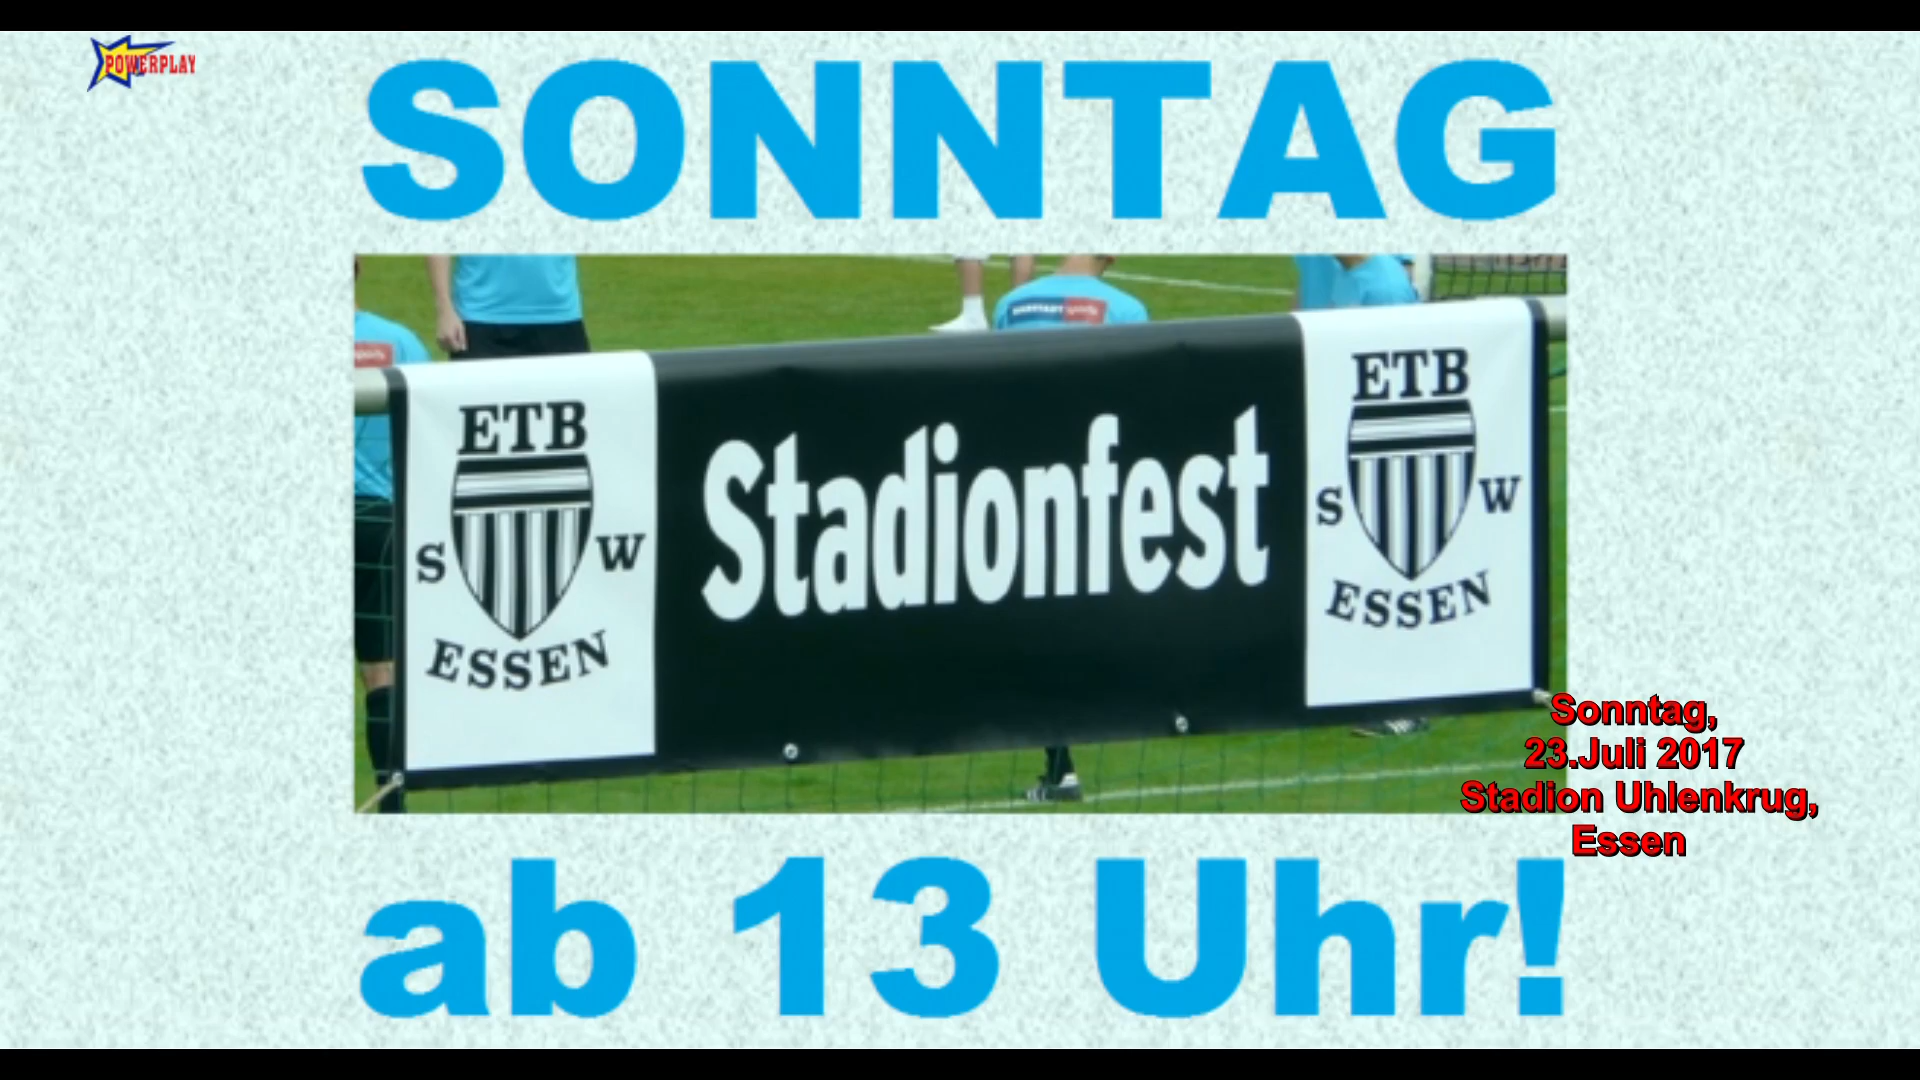 POWERPLAY
SONNTAG
ETB
S W
ESSEN
Stadionfest
ETB
S W
ESSEN
Sonntag,
23.Juli 2017
Stadion Uhlenkrug,
Essen
ab 13 Uhr!